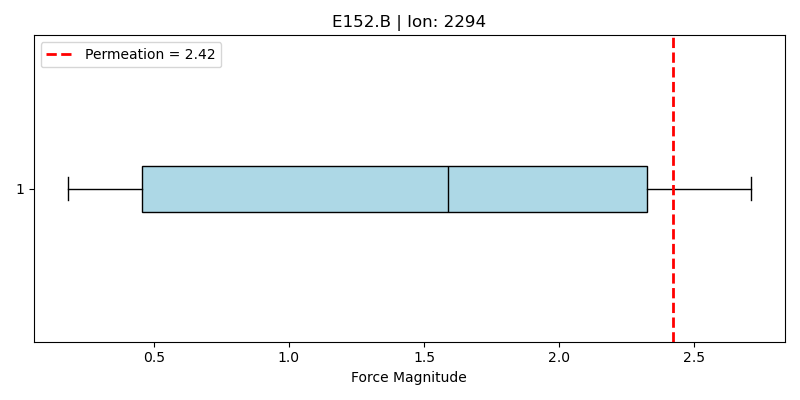 E152.B | Ion: 2294
Permeation = 2.42
1
0.5 1.0 1.5 2.0 2.5
Force Magnitude